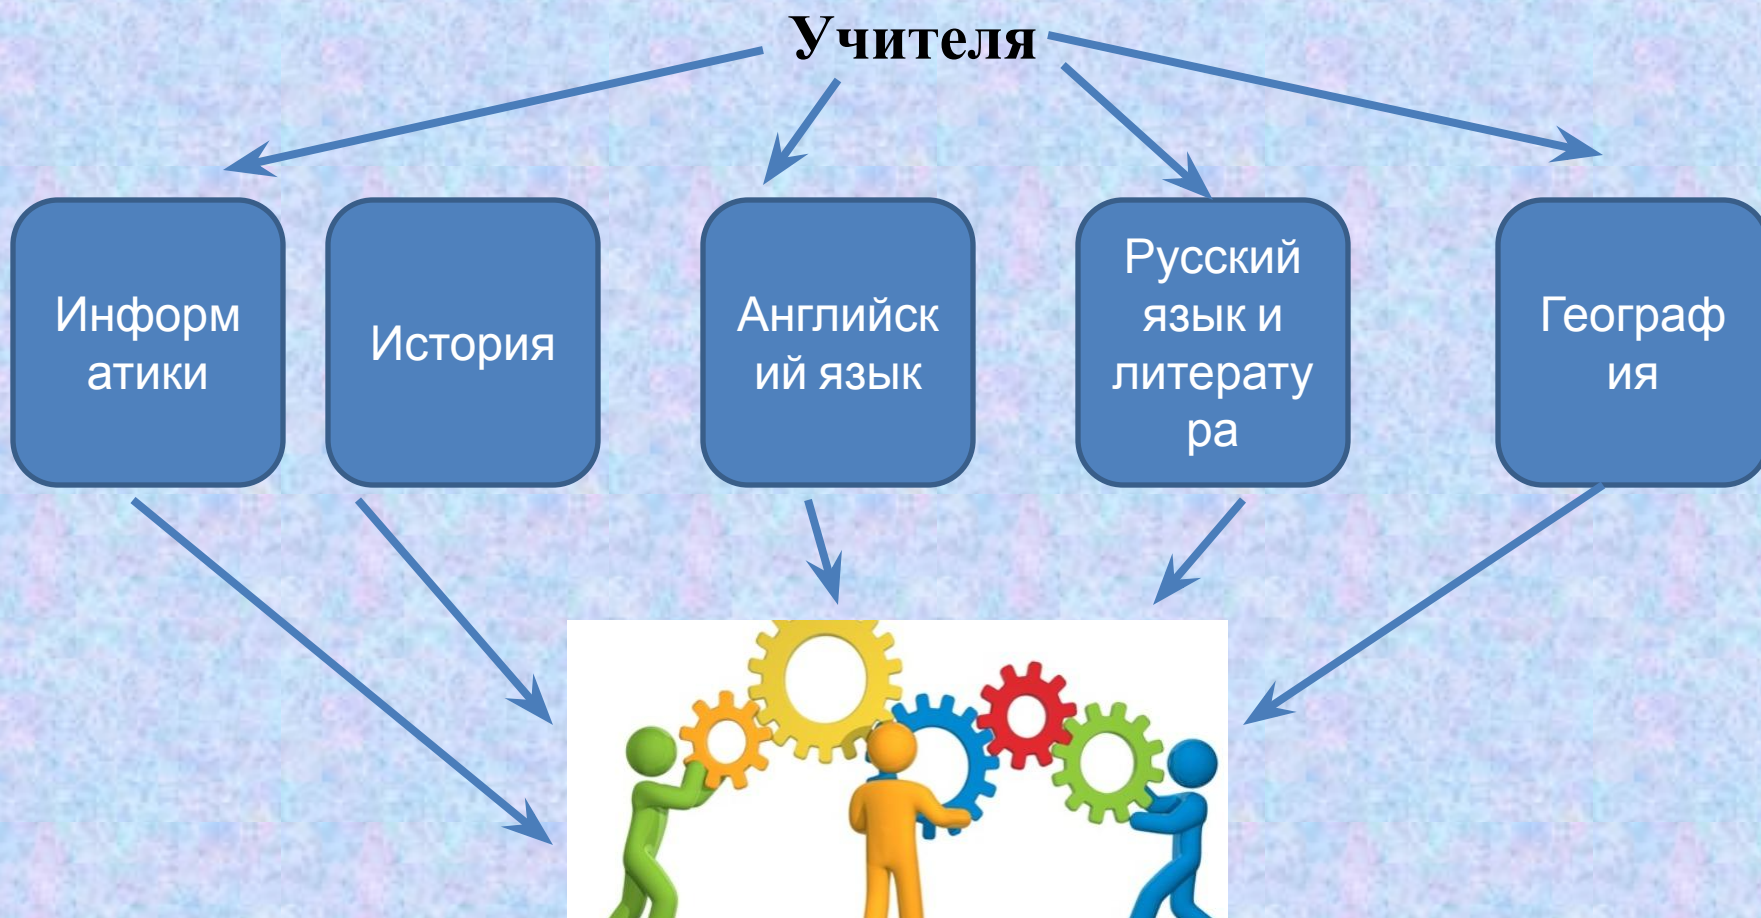 Учителя
Информ
атики
История
Английск
ий язык
Русский
язык и
литерату
ра
Географ
ия